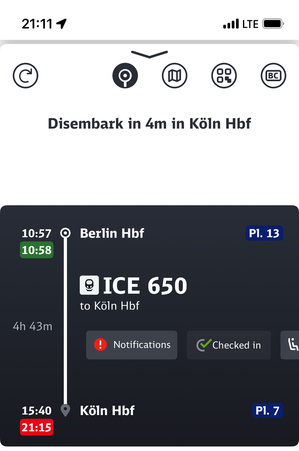 21:11
LTE
BC
Disembark in 4m in Köln Hbf
10:57 Berlin Hbf Pl. 13
10:58
ICE 650
to Köln Hbf
4h 43m
Notifications Checked in
15:40 Köln Hbf Pl. 7
21:15